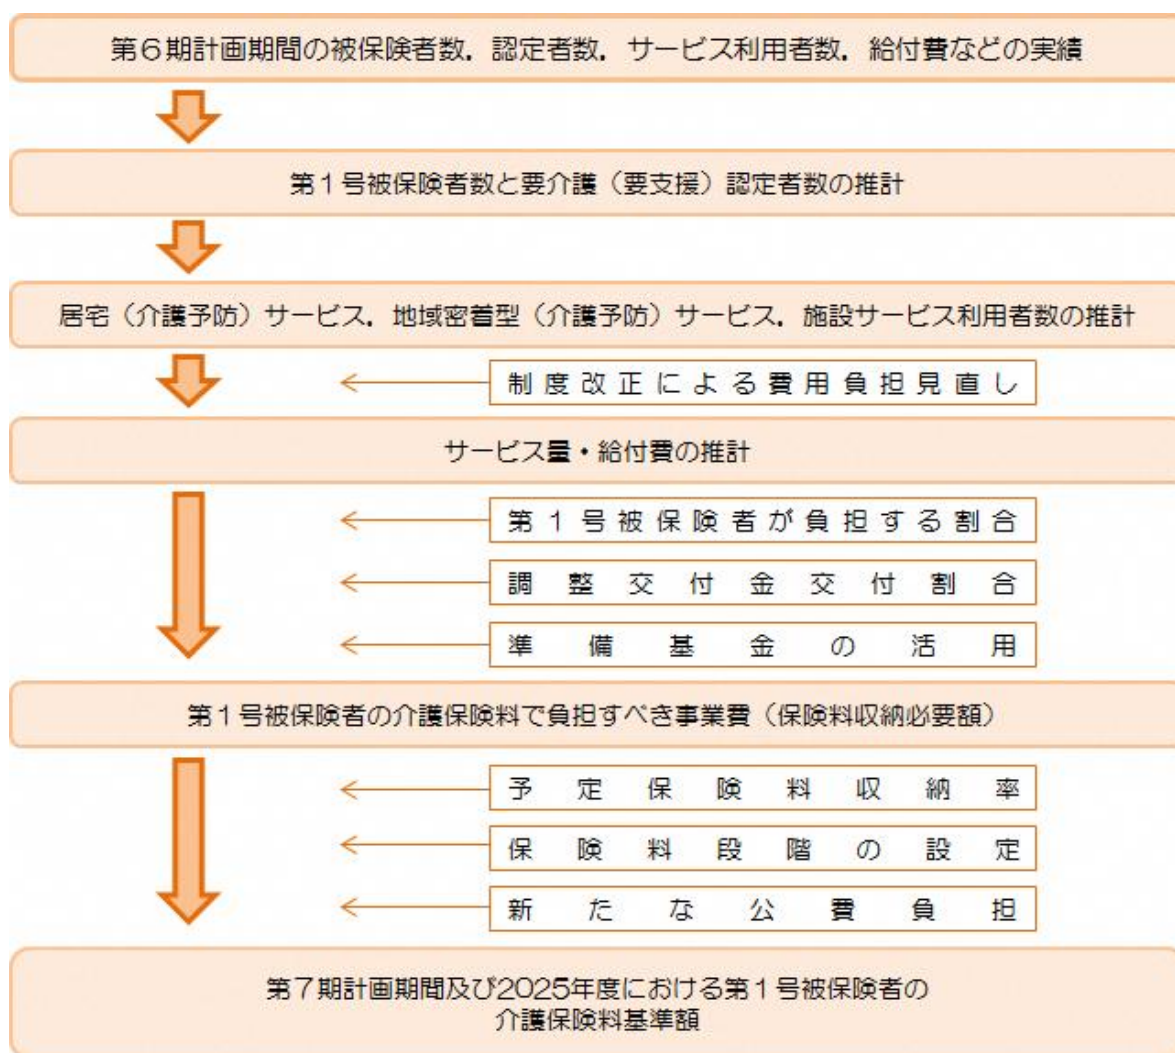 第6期計画期間の被保険者数，認定者数，サービス利用者数，給付費などの実績
第1号被保険者数と要介護（要支援）認定者数の推計
居宅（介護予防）サービス，地域密着型（介護予防）サービス，施設サービス利用者数の推計
制度改正による費用負担見直し
サービス量・給付費の推計
第1号被保険者が負担する割合
調整交付金交付割合
準備基金の活用
第1号被保険者の介護保険料で負担すべき事業費（保険料収納必要額）
予定保険料収納率
保険料段階の設定
新たな公費負担
第7期計画期間及び2025年度における第1号被保険者の
介護保険料基準額